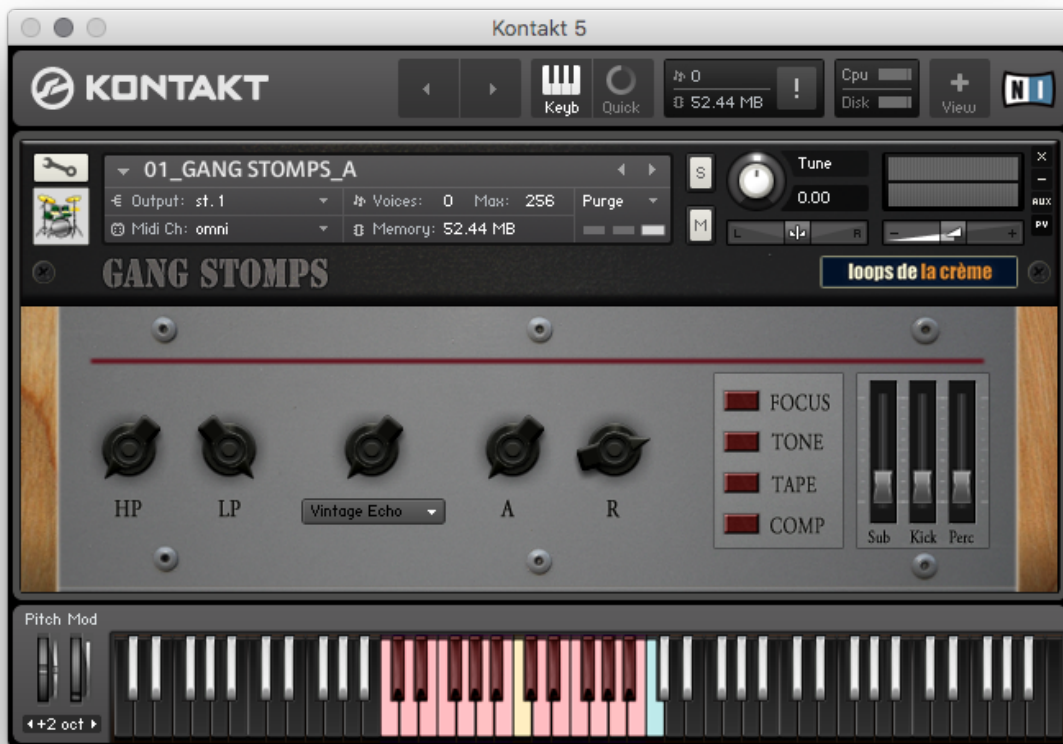 Kontakt 5
KONTAKT
Keyb
Quick
0
52.44 MB
!
Cpu
Disk
+
View
NI
01_GANG STOMPS_A
Output: st. 1
Voices: 0 Max: 256
Purge
Midi Ch: omni
Memory: 52.44 MB
S
M
Tune
0.00
L R
- +
×
-
AUX
PV
GANG STOMPS
loops de la crème
HP
LP
Vintage Echo
A
R
FOCUS
TONE
TAPE
COMP
Sub
Kick
Perc
Pitch Mod
+2 oct